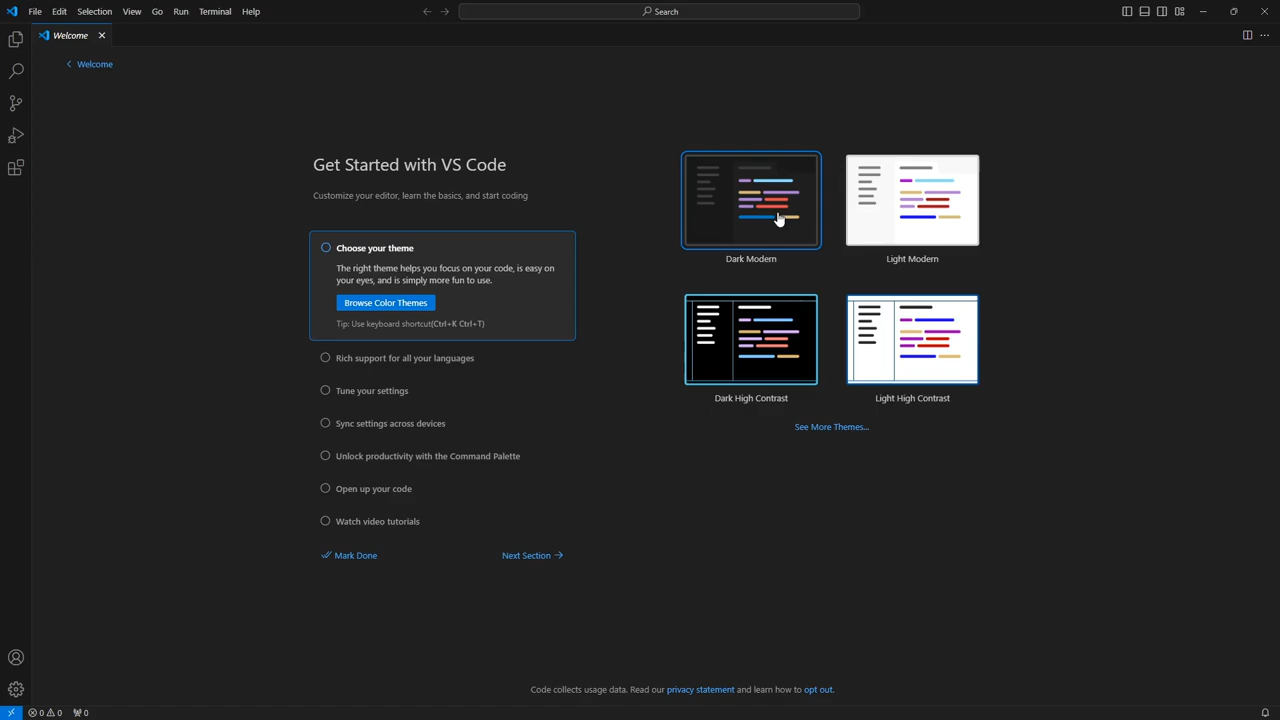 File Edit Selection View Go Run Terminal Help
Search
Welcome
Welcome
Get Started with VS Code
Customize your editor, learn the basics, and start coding
Choose your theme
The right theme helps you focus on your code, is easy on
your eyes, and is simply more fun to use.
Browse Color Themes
Tip: Use keyboard shortcut(Ctrl+K Ctrl+T)
Rich support for all your languages
Tune your settings
Sync settings across devices
Unlock productivity with the Command Palette
Open up your code
Watch video tutorials
Mark Done
Next Section
Dark Modern
Light Modern
Dark High Contrast
Light High Contrast
See More Themes...
Code collects usage data. Read our privacy statement and learn how to opt out.
0 0 0